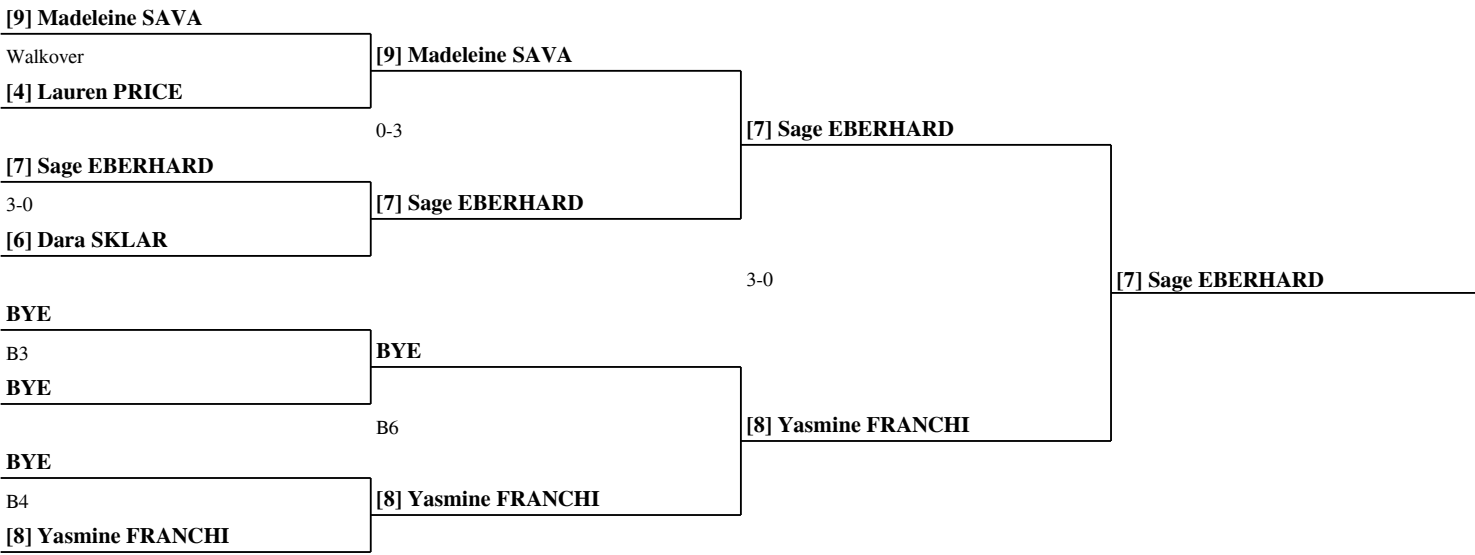 [9] Madeleine SAVA
Walkover
[4] Lauren PRICE
[7] Sage EBERHARD
3-0
[6] Dara SKLAR
BYE
B3
BYE
BYE
B4
[8] Yasmine FRANCHI
[9] Madeleine SAVA
0-3
[7] Sage EBERHARD
BYE
B6
[8] Yasmine FRANCHI
[7] Sage EBERHARD
3-0
[8] Yasmine FRANCHI
[7] Sage EBERHARD